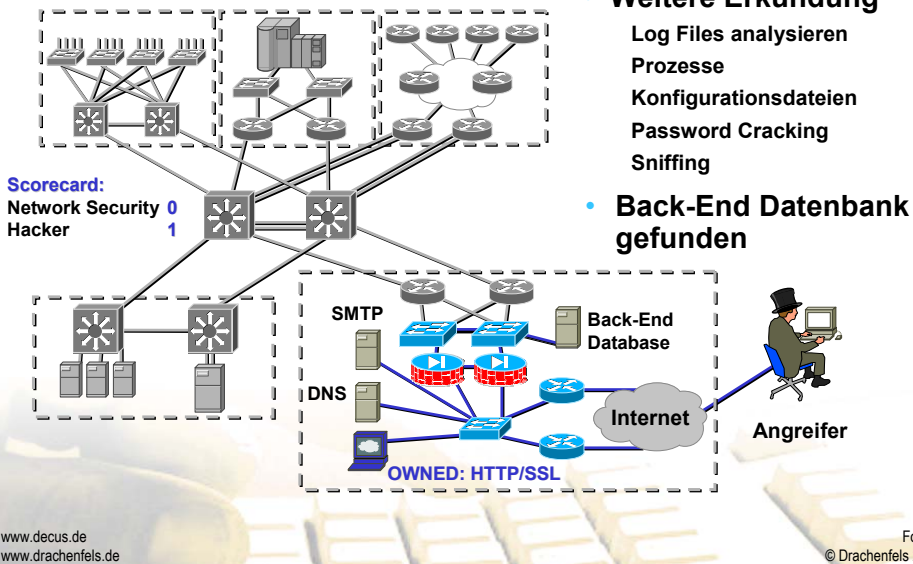 Weitere Erkundung
Log Files analysieren
Prozesse
Konfigurationsdateien
Password Cracking
Sniffing
• Back-End Datenbank
gefunden
Scorecard:
Network Security 0
Hacker 1
SMTP
Back-End
Database
DNS
Internet
Angreifer
OWNED: HTTP/SSL
www.decus.de
www.drachenfels.de
Fo
© Drachenfels